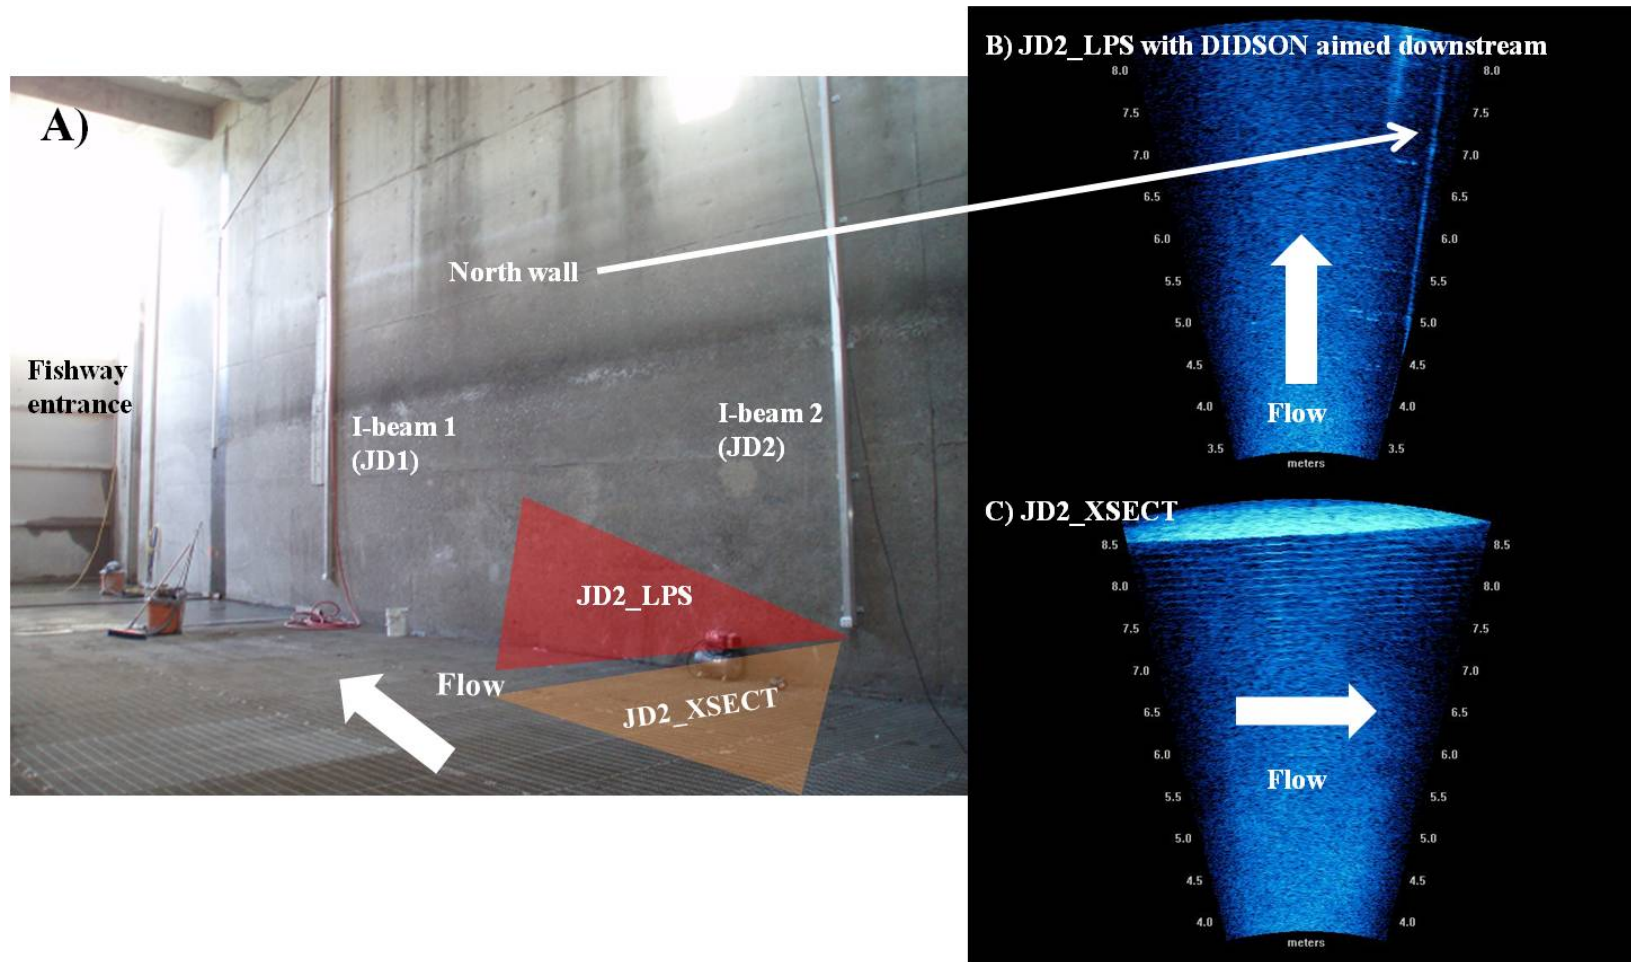 A)
North wall
Fishway
entrance
I-beam 1
(JD1)
I-beam 2
(JD2)
JD2_LPS
Flow
JD2_XSECT
B) JD2_LPS with DIDSON aimed downstream
8.0 8.0
7.5 7.5
7.0 7.0
6.5 6.5
6.0 6.0
5.5 5.5
5.0 5.0
4.5 4.5
4.0 4.0
Flow
3.5 3.5
meters
C) JD2_XSECT
8.5 8.5
8.0 8.0
7.5 7.5
7.0 7.0
6.5 6.5
6.0 6.0
Flow
5.5 5.5
5.0 5.0
4.5 4.5
4.0 4.0
meters